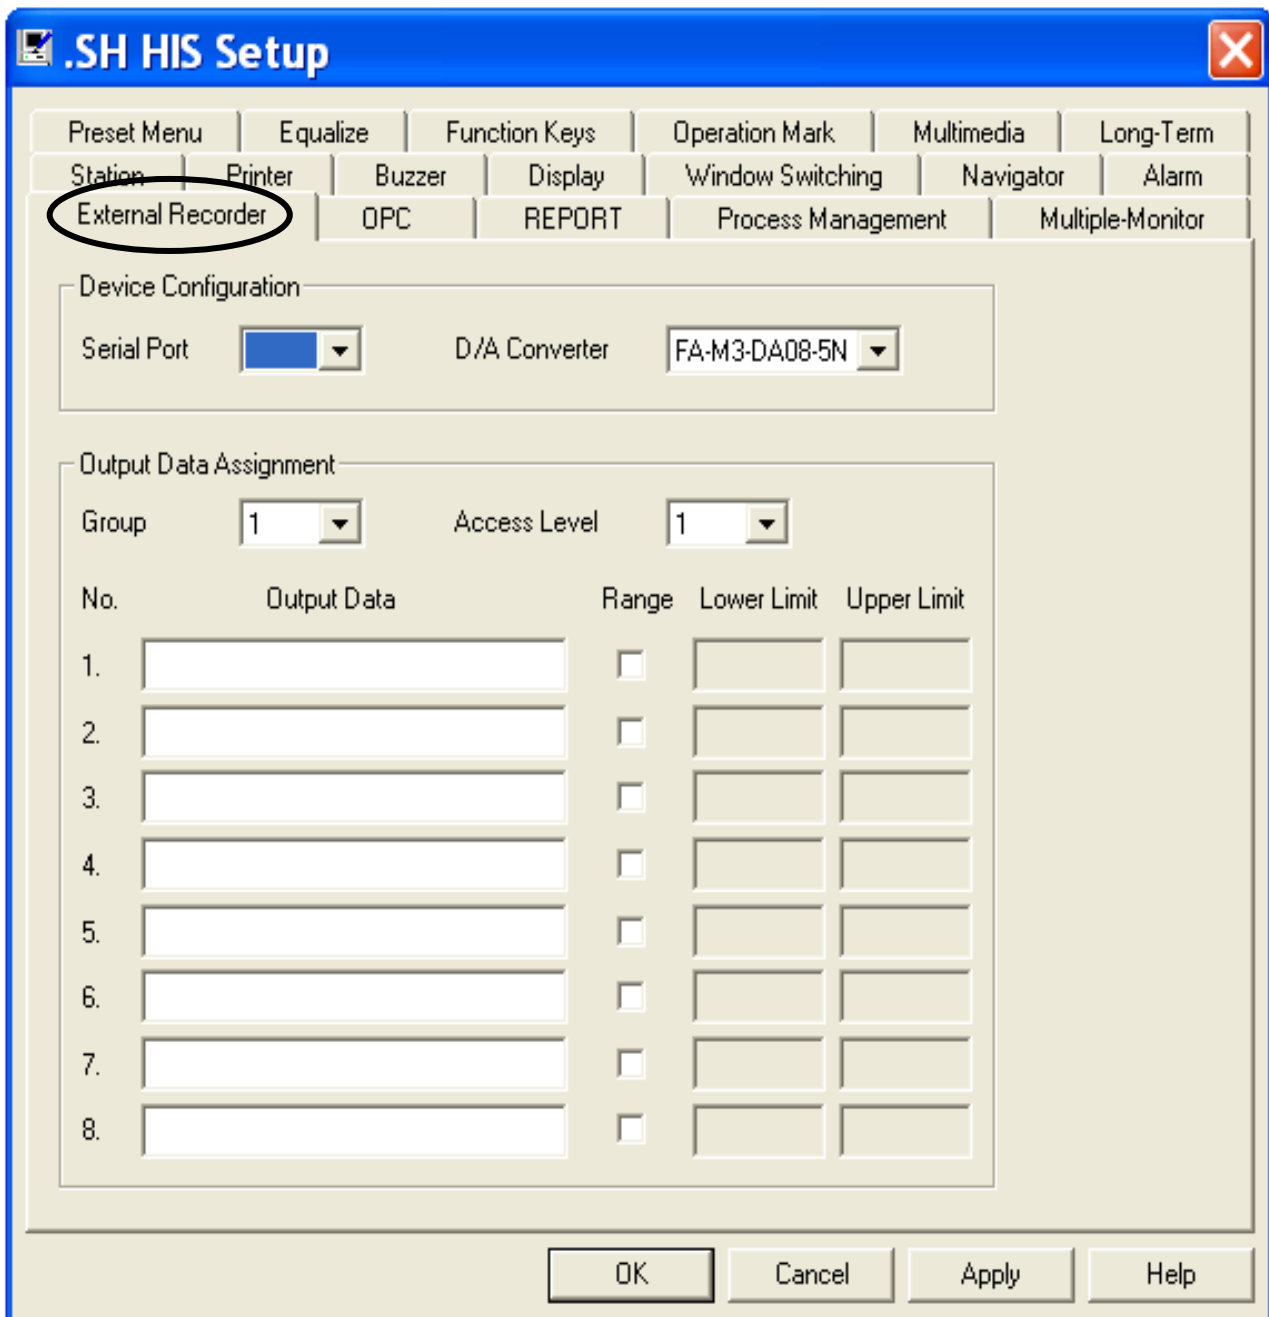 .SH HIS Setup
Preset Menu Equalize Function Keys Operation Mark Multimedia Long-Term
Station Printer Buzzer Display Window Switching Navigator Alarm
External Recorder OPC REPORT Process Management Multiple-Monitor
Device Configuration
Serial Port D/A Converter FA-M3-DA08-5N
Output Data Assignment
Group 1 Access Level 1
No. Output Data Range Lower Limit Upper Limit
1.
2.
3.
4.
5.
6.
7.
8.
OK Cancel Apply Help